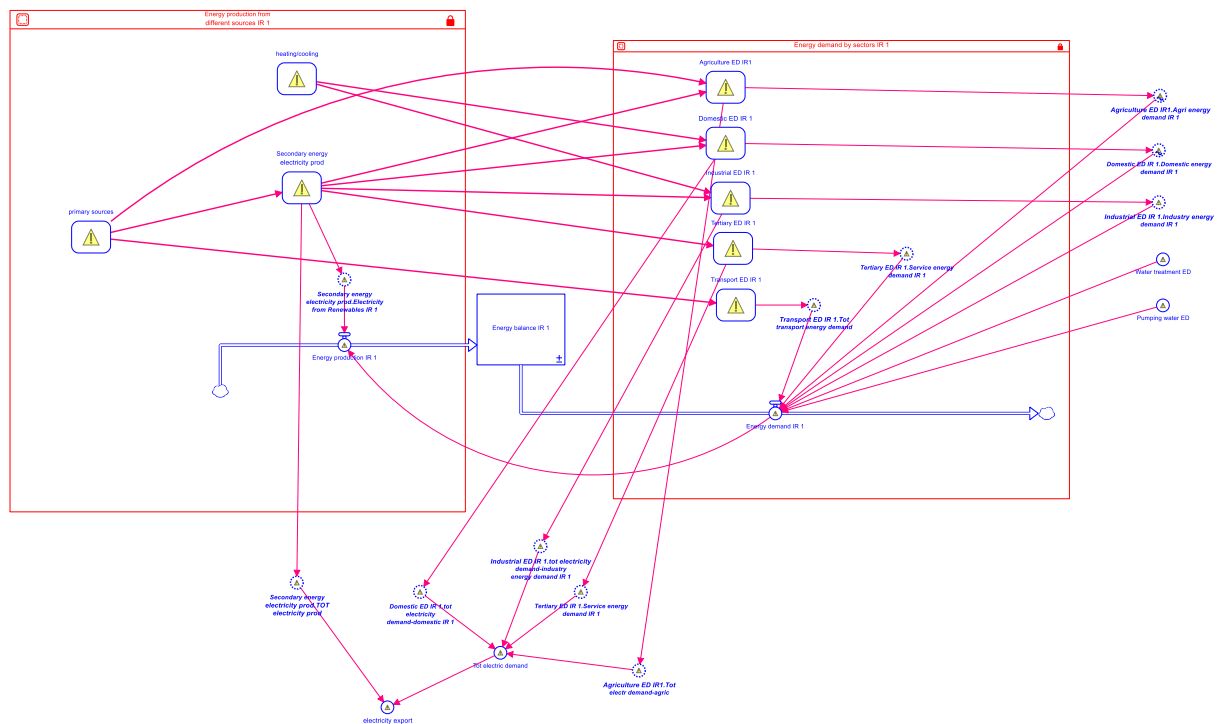 Energy production from
different sources IR 1
Energy demand by sectors IR 1
heating/cooling
Agriculture ED IR1
Agriculture ED IR1.Agri energy
demand IR 1
Domestic ED IR 1
Secondary energy
electricity prod
Domestic ED IR 1.Domestic energy
demand IR 1
Industrial ED IR 1
primary sources
Industrial ED IR 1.Industry energy
demand IR 1
Tertiary ED IR 1
Tertiary ED IR 1.Service energy
demand IR 1
Water treatment ED
Transport ED IR 1
Secondary energy
electricity prod.Electricity
from Renewables IR 1
Transport ED IR 1.Tot
transport energy demand
Pumping water ED
Energy balance IR 1
Energy production IR 1
Energy demand IR 1
Industrial ED IR 1.tot electricity
demand-industry
energy demand IR 1
Secondary energy
electricity prod.TOT
electricity prod
Domestic ED IR 1.tot
electricity
demand-domestic IR 1
Tertiary ED IR 1.Service energy
demand IR 1
Tot electric demand
Agriculture ED IR1.Tot
electr demand-agric
electricity export